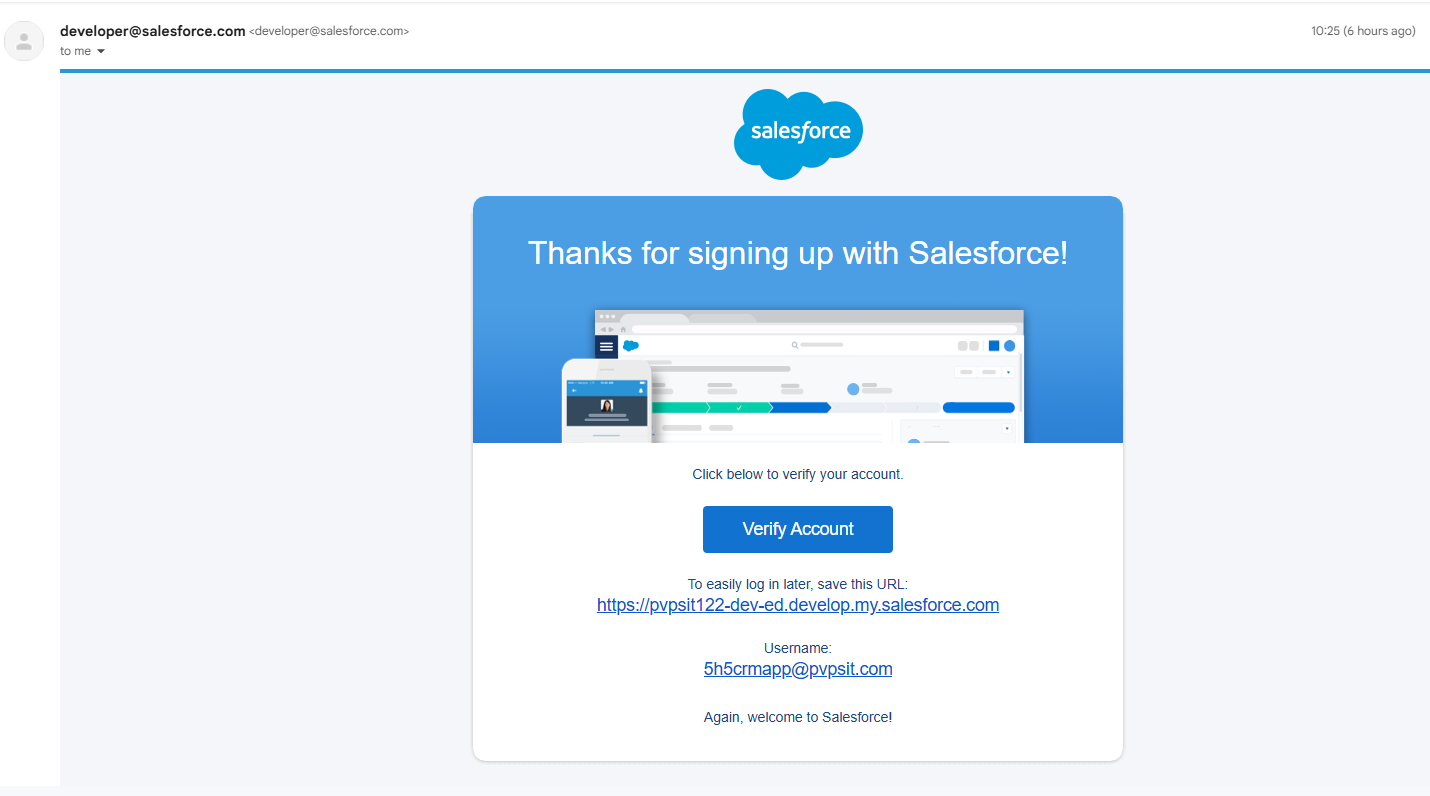 developer@salesforce.com <developer@salesforce.com>
10:25 (6 hours ago)
to me
salesforce
Thanks for signing up with Salesforce!
Click below to verify your account.
Verify Account
To easily log in later, save this URL:
https://pvpsit122-dev-ed.develop.my.salesforce.com
Username:
5h5crmapp@pvpsit.com
Again, welcome to Salesforce!